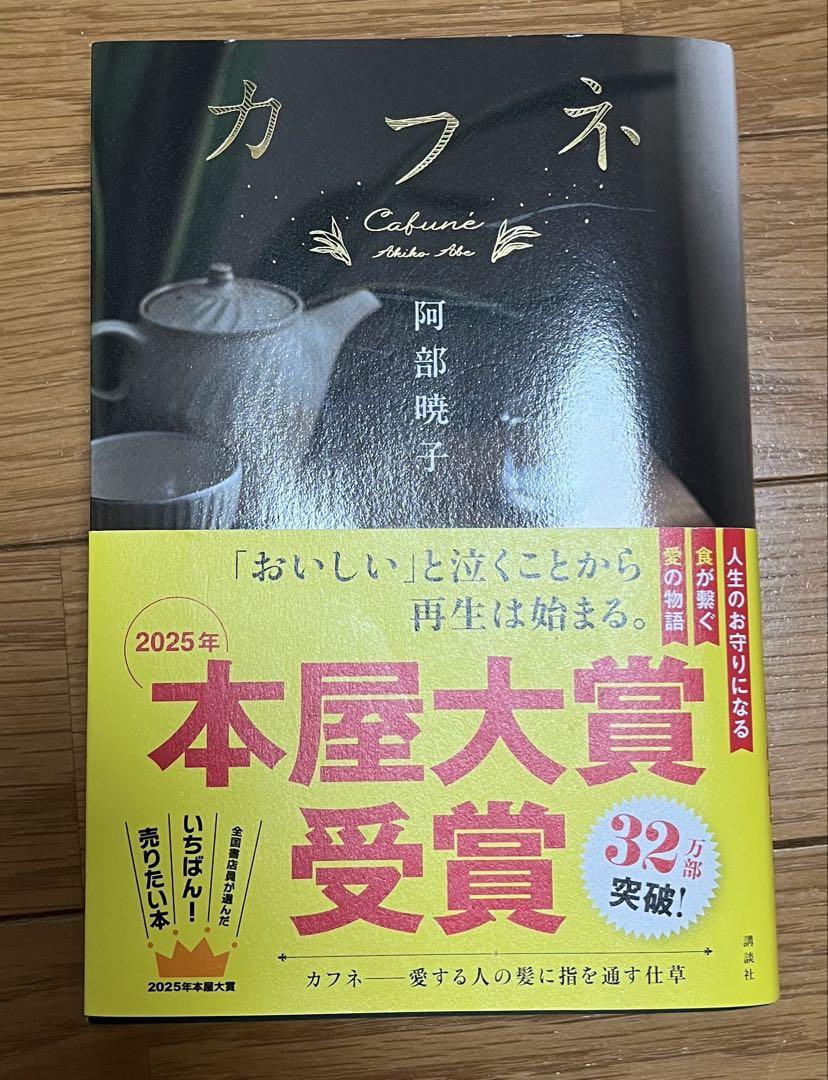 カフネ
Cafuné
Akiko Abe
阿部暁子
「おいしい」と泣くことから
再生は始まる。
人生のお守りになる
食が繋ぐ
愛の物語
2025年
本屋大賞
受賞
全国書店員が選んだ
いちばん!
売りたい本
2025年本屋大賞
32万部
突破!
カフネ――愛する人の髪に指を通す仕草
講談社